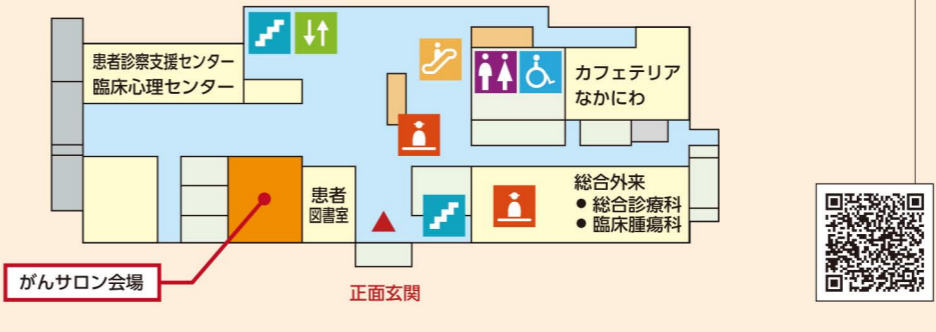 患者診察支援センター
臨床心理センター
カフェテリア
なかにわ
患者
図書室
総合外来
● 総合診療科
● 臨床腫瘍科
がんサロン会場
正面玄関